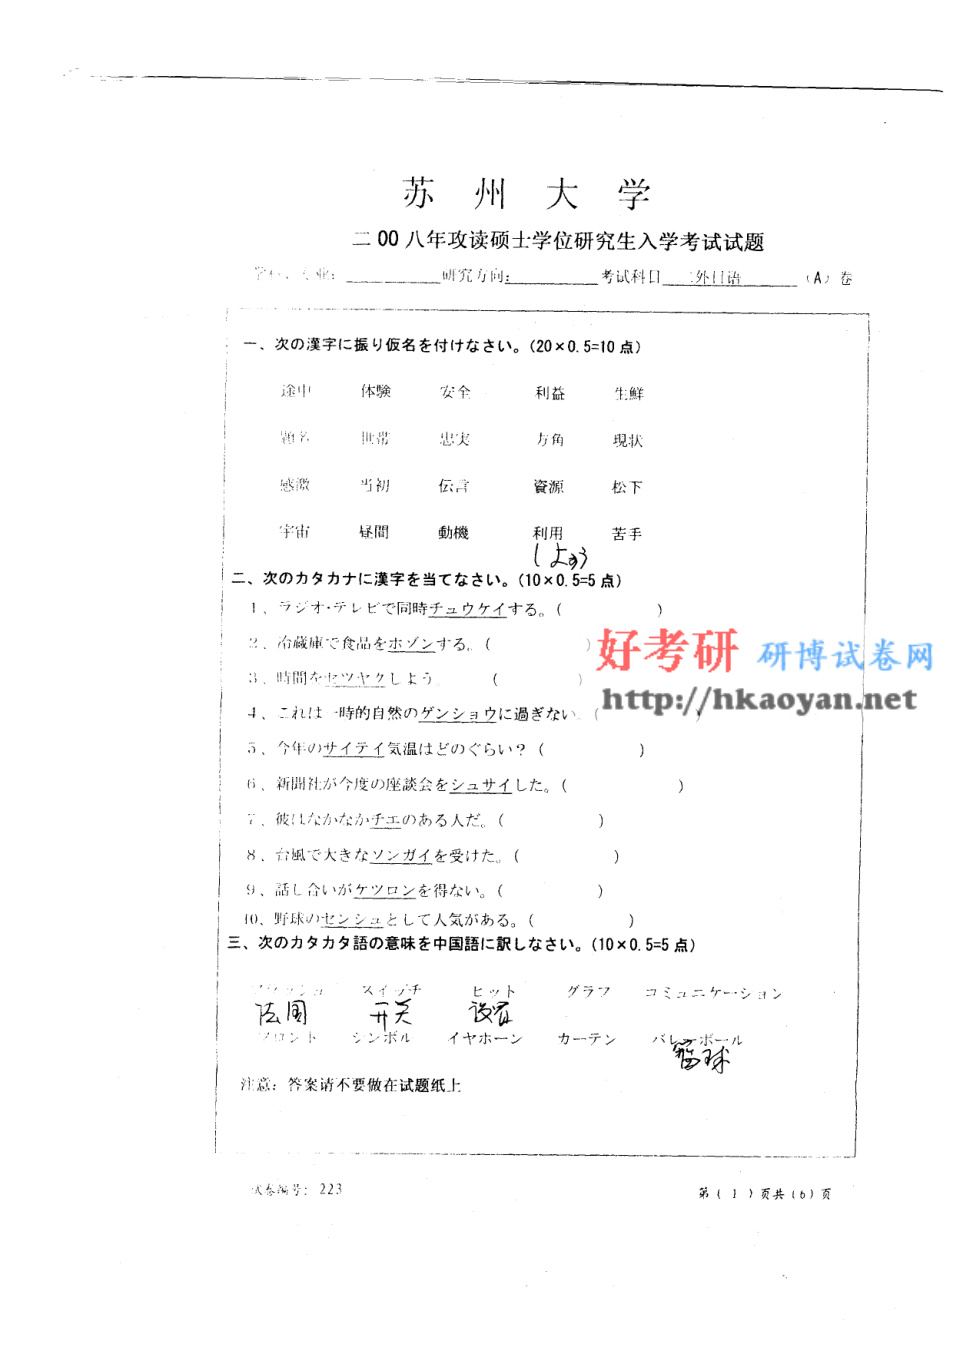 苏 州 大 学
二00八年攻读硕士学位研究生入学考试试题
研究方向: 考试科目 二外日语 (A)卷
一、次の漢字に振り仮名を付けなさい。(20×0.5=10点)
途中 体験 安全 利益 生鮮
題名 世帯 忠実 方角 現状
感激 当初 伝言 資源 松下
宇宙 昼間 動機 利用 苦手
二、次のカタカナに漢字を当てなさい。(10×0.5=5点)
1、ラジオ・テレビで同時チュウケイする。( )
2、冷蔵庫で食品をホゾンする。( )
好考研 研博试卷网
3、時間をセツヤクしよう ( )
http://hkaoyan.net
4、これは一時的自然のゲンショウに過ぎない。(
5、今年のサイテイ気温はどのぐらい?( )
6、新聞社が今度の座談会をシュサイした。( )
7、彼はなかなかチエのある人だ。( )
8、台風で大きなソンガイを受けた。( )
9、話し合いがケツロンを得ない。( )
10、野球のセンシュとして人気がある。( )
三、次のカタカタ語の意味を中国語に訳しなさい。(10×0.5=5点)
スイッチ ヒット グラフ コミュニケーション
法国 开关
フロント シンボル イヤホーン カーテン バレーボール
篮球
注意: 答案请不要做在试题纸上
试卷编号: 223
第(1)页共(6)页